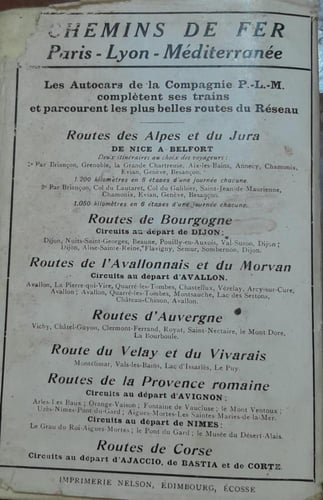 CHEMINS DE FER
Paris - Lyon - Méditerranée
Les Autocars de la Compagnie P.-L.-M.
complètent ses trains
et parcourent les plus belles routes du Réseau
Routes des Alpes et du Jura
DE NICE A BELFORT
Deux itinéraires au choix des voyageurs :
Par Briançon, Grenoble, la Grande Chartreuse, Aix-les-Bains, Annecy, Chamonix,
Evian, Genève, Besançon.
1.200 kilomètres en 6 étapes d'une journée chacune.
Par Briançon, Col du Lautaret, Col du Galibier, Saint-Jean-de-Maurienne,
Chamonix, Evian, Genève, Besançon.
1.050 kilomètres en 6 étapes d'une journée chacune.
Routes de Bourgogne
Circuits au départ de DIJON :
Dijon, Nuits-Saint-Georges, Beaune, Pouilly-en-Auxois, Val-Suzon, Dijon ;
Dijon, Alise-Sainte-Reine, Flavigny, Semur, Sombernon, Dijon.
Routes de l'Avallonnais et du Morvan
Circuits au départ d'AVALLON.
Avallon, La Pierre-qui-Vire, Quarré-les-Tombes, Chastellux, Vézelay, Arcy-sur-Cure,
Avallon ; Avallon, Quarré-les-Tombes, Montsauche, Lac des Settons,
Château-Chinon, Avallon.
Routes d'Auvergne
Vichy, Châtel-Guyon, Clermont-Ferrand, Royat, Saint-Nectaire, le Mont Dore,
La Bourboule.
Route du Velay et du Vivarais
Montélimar, Vals-les-Bains, Lac d'Issarlès, Le Puy.
Routes de la Provence romaine
Circuits au départ d'AVIGNON :
Arles-Les Baux ; Orange-Vaison ; Fontaine de Vaucluse ; le Mont Ventoux ;
Uzès-Nîmes-Pont-du-Gard ; Aigues-Mortes-Les Saintes-Maries-de-la-Mer.
Circuits au départ de NIMES :
Le Grau du Roi-Aigues-Mortes ; le Pont du Gard ; le Musée du Désert-Alais.
Routes de Corse
Circuits au départ d'AJACCIO, de BASTIA et de CORTE.
IMPRIMERIE NELSON, ÉDIMBOURG, ÉCOSSE